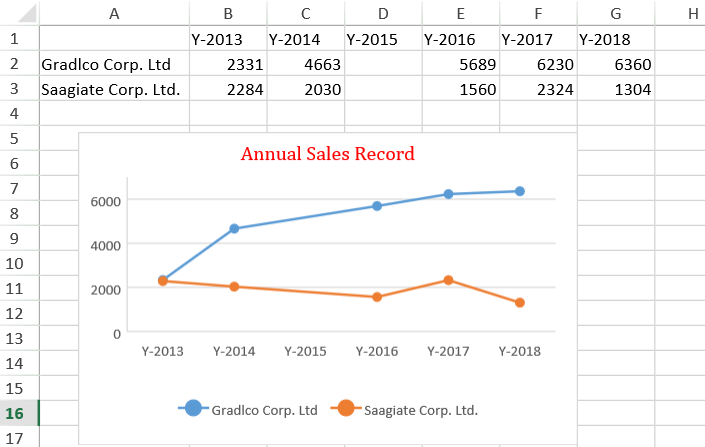 A B C D E F G H
1 Y-2013 Y-2014 Y-2015 Y-2016 Y-2017 Y-2018
2 Gradlco Corp. Ltd 2331 4663 5689 6230 6360
3 Saagiate Corp. Ltd. 2284 2030 1560 2324 1304
4
5
Annual Sales Record
6
7
6000
8
9
4000
10
11
2000
12
13
0
Y-2013 Y-2014 Y-2015 Y-2016 Y-2017 Y-2018
14
15
16
Gradlco Corp. Ltd Saagiate Corp. Ltd.
17